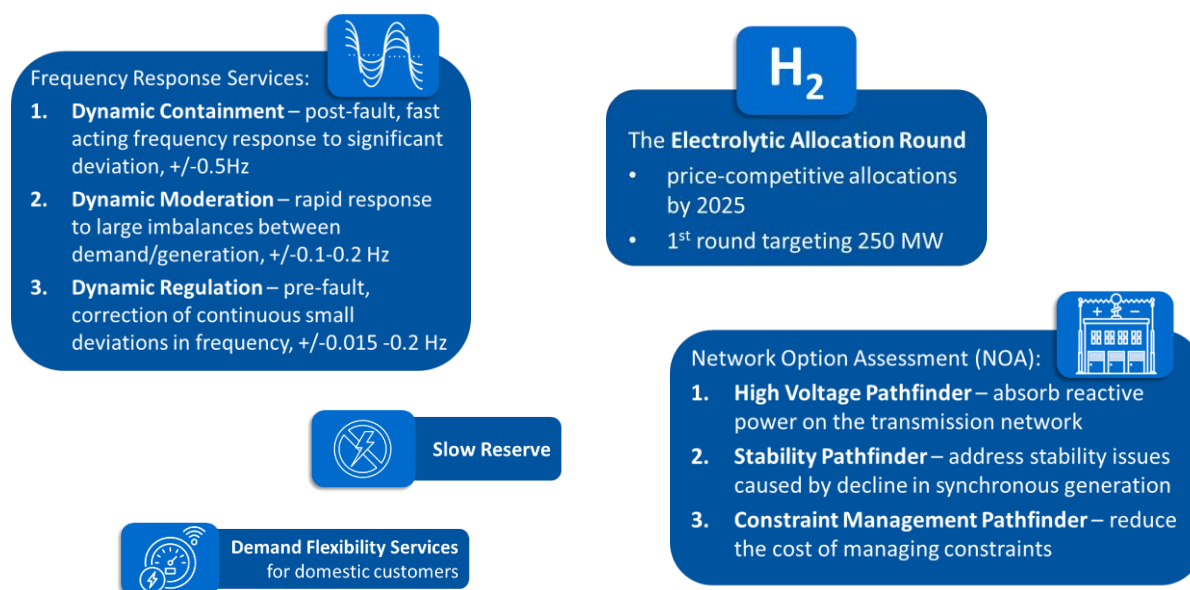 Frequency Response Services:
1. Dynamic Containment – post-fault, fast
acting frequency response to significant
deviation, +/-0.5Hz
2. Dynamic Moderation – rapid response
to large imbalances between
demand/generation, +/-0.1-0.2 Hz
3. Dynamic Regulation – pre-fault,
correction of continuous small
deviations in frequency, +/-0.015 -0.2 Hz
H2
The Electrolytic Allocation Round
• price-competitive allocations
by 2025
• 1st round targeting 250 MW
+ -
Network Option Assessment (NOA):
1. High Voltage Pathfinder – absorb reactive
power on the transmission network
2. Stability Pathfinder – address stability issues
caused by decline in synchronous generation
3. Constraint Management Pathfinder – reduce
the cost of managing constraints
Slow Reserve
Demand Flexibility Services
for domestic customers